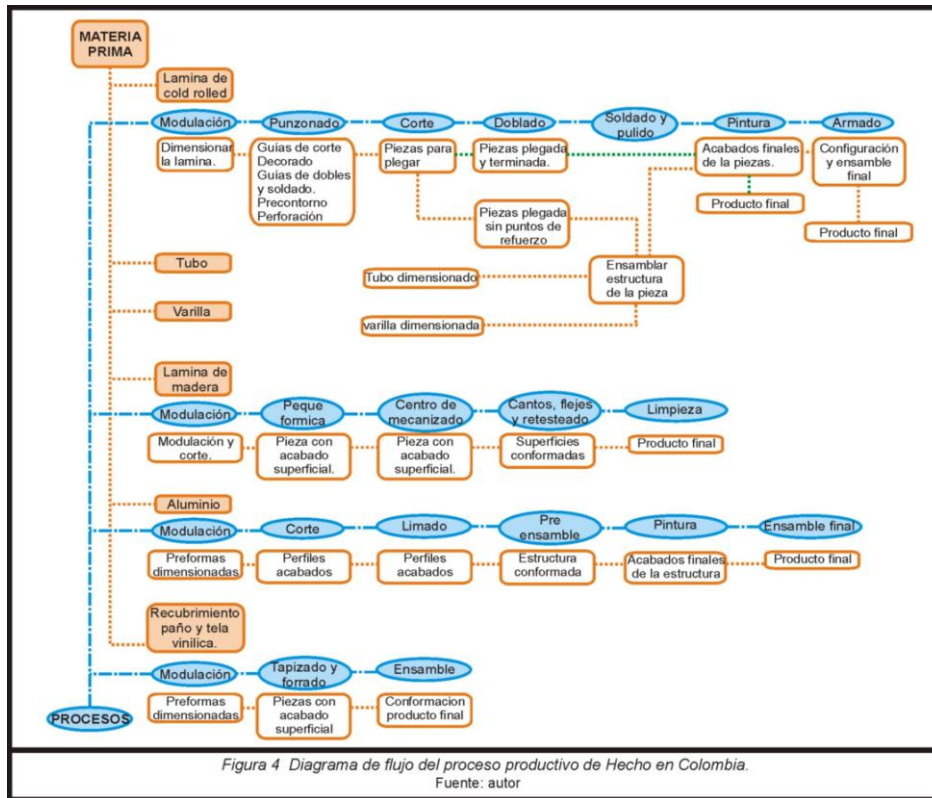 MATERIA
PRIMA
Lamina de
cold rolled
Modulación
Punzonado
Corte
Doblado
Soldado y
pulido
Pintura
Armado
Dimensionar
la lamina.
Guias de corte
Decorado
Guias de dobles
y soldado.
Precontorno
Perforación
Piezas para
plegar
Piezas plegada
y terminada.
Acabados finales
de la piezas.
Configuración
y ensamble
final
Producto final
Producto final
Piezas plegada
sin puntos de
refuerzo
Tubo
Tubo dimensionado
Ensamblar
estructura
de la pieza
Varilla
varilla dimensionada
Lamina de
madera
Modulación
Peque
formica
Centro de
mecanizado
Cantos, flejes
y retesteado
Limpieza
Modulación y
corte.
Pieza con
acabado
superficial.
Pieza con
acabado
superficial.
Superficies
conformadas
Producto final
Aluminio
Modulación
Corte
Limado
Pre
ensamble
Pintura
Ensamble final
Preformas
dimensionadas
Perfiles
acabados
Perfiles
acabados
Estructura
conformada
Acabados finales
de la estructura
Producto final
Recubrimiento
paño y tela
vinilica.
Modulación
Tapizado y
forrado
Ensamble
PROCESOS
Preformas
dimensionadas
Piezas con
acabado
superficial
Conformacion
producto final
Figura 4 Diagrama de flujo del proceso productivo de Hecho en Colombia.
Fuente: autor